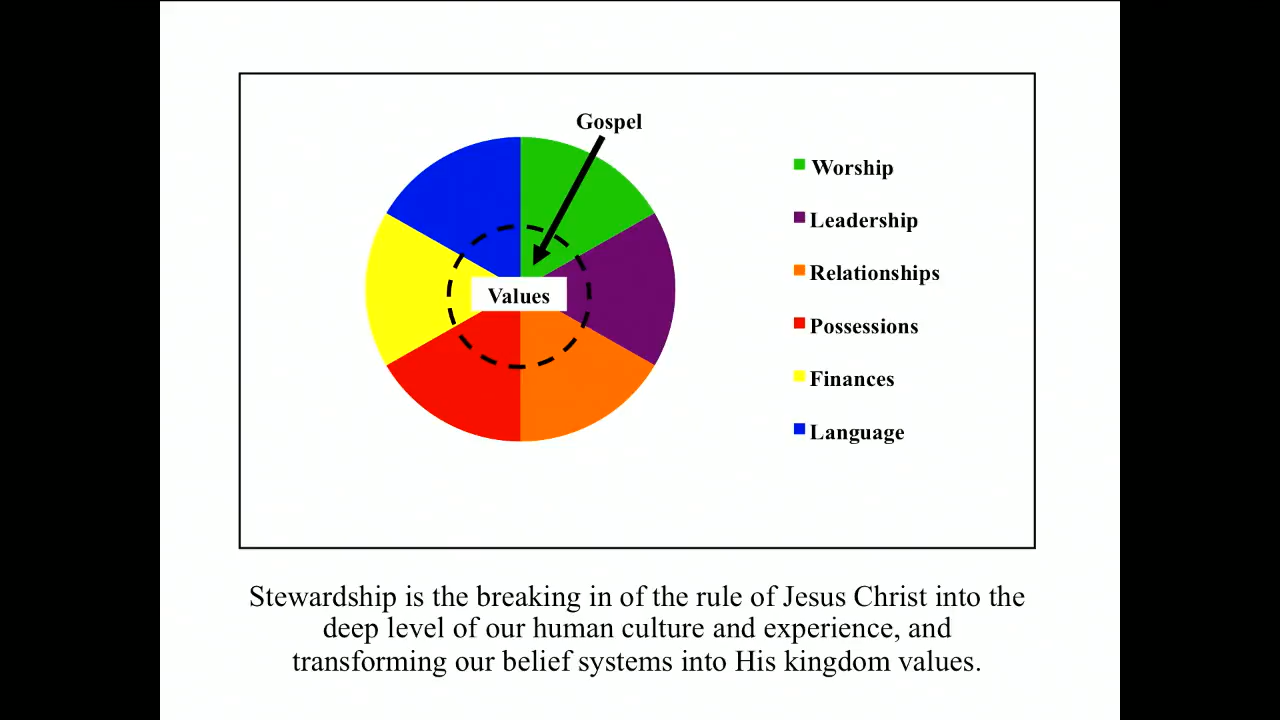 Gospel
Values
Worship
Leadership
Relationships
Possessions
Finances
Language
Stewardship is the breaking in of the rule of Jesus Christ into the
deep level of our human culture and experience, and
transforming our belief systems into His kingdom values.